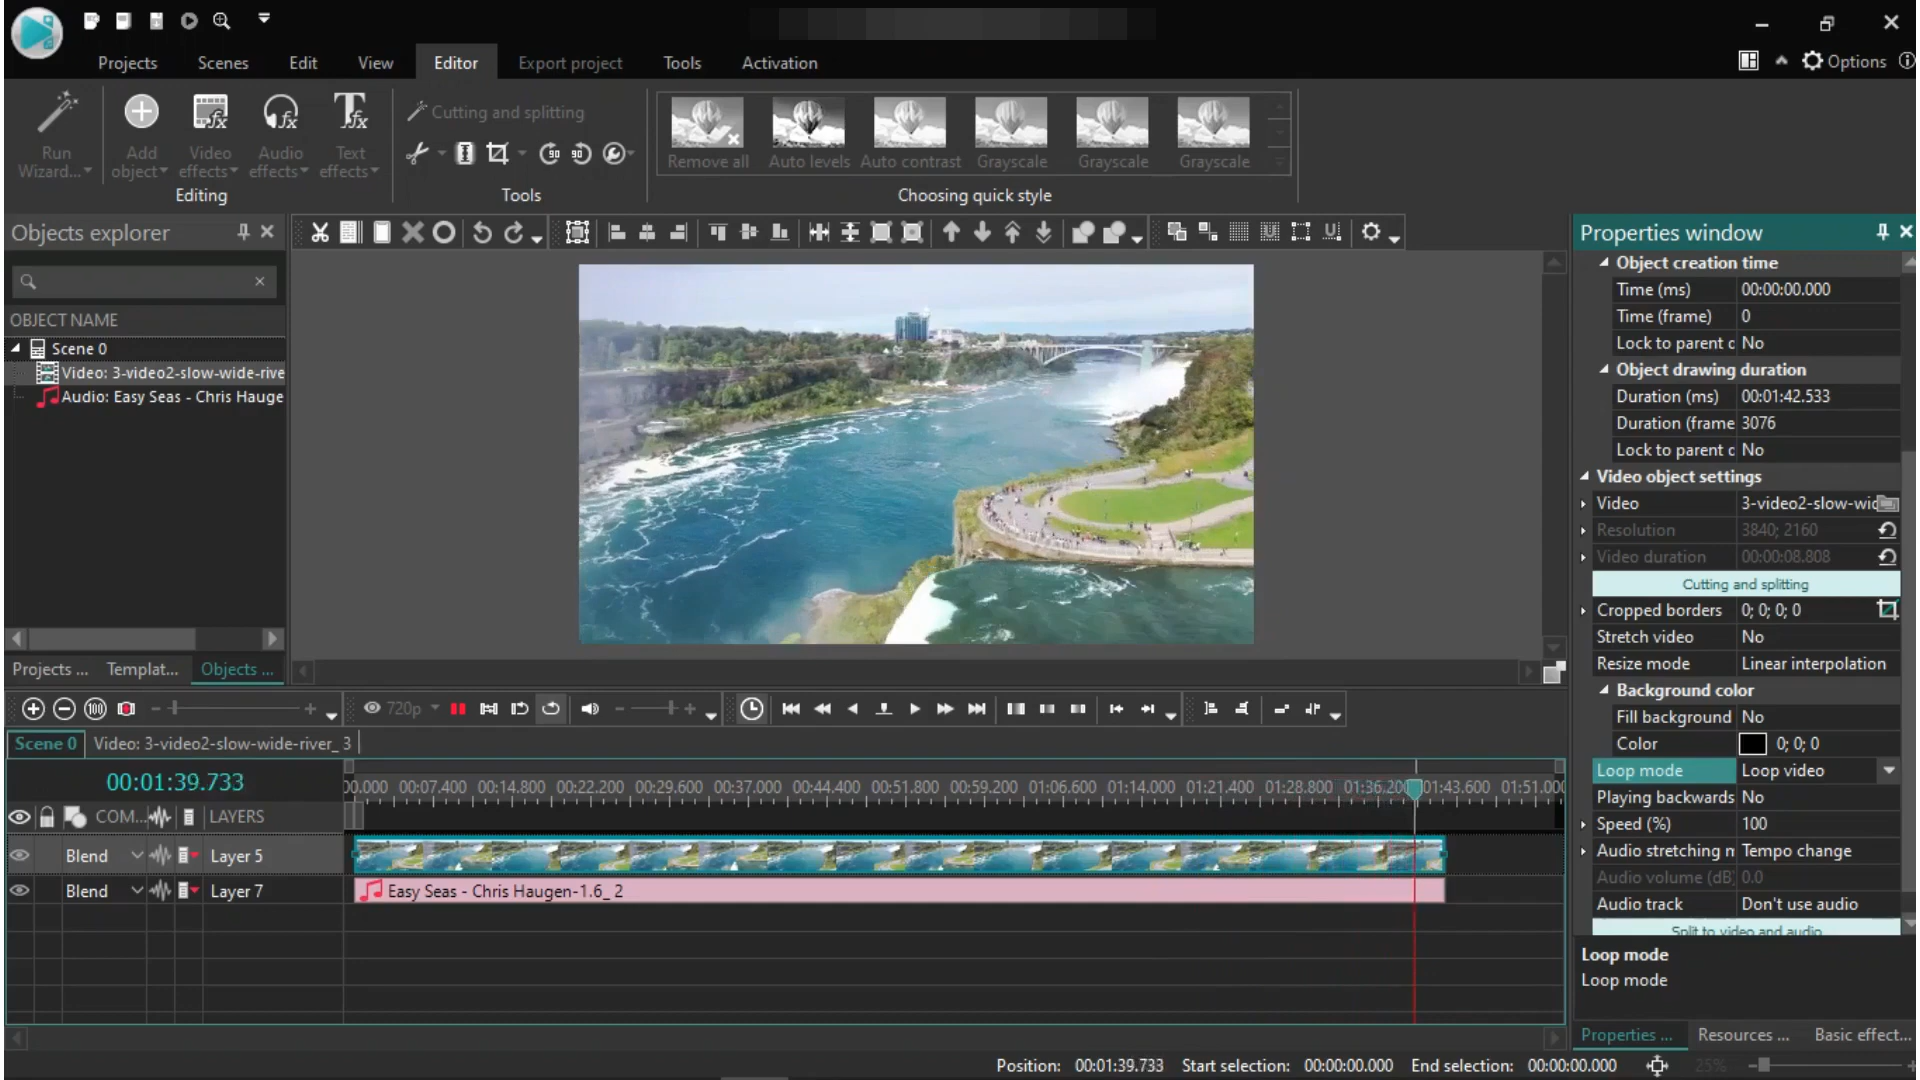 Projects
Scenes
Edit
View
Editor
Export project
Tools
Activation
Options
Run Wizard...
Add object
Video effects
Audio effects
Text effects
Editing
Cutting and splitting
90 90
Tools
Remove all
Auto levels
Auto contrast
Grayscale
Grayscale
Grayscale
Choosing quick style
Objects explorer
OBJECT NAME
Scene 0
Video: 3-video2-slow-wide-rive
Audio: Easy Seas - Chris Hauge
Projects ...
Templat...
Objects ...
Properties window
Object creation time
Time (ms) 00:00:00.000
Time (frame) 0
Lock to parent c No
Object drawing duration
Duration (ms) 00:01:42.533
Duration (frame 3076
Lock to parent c No
Video object settings
Video 3-video2-slow-wid
Resolution 3840; 2160
Video duration 00:00:08.808
Cutting and splitting
Cropped borders 0; 0; 0; 0
Stretch video No
Resize mode Linear interpolation
Background color
Fill background No
Color 0; 0; 0
Loop mode Loop video
Playing backwards No
Speed (%) 100
Audio stretching m Tempo change
Audio volume (dB 0.0
Audio track Don't use audio
Split to video and audio
Loop mode
Loop mode
Properties ...
Resources ...
Basic effect...
100
720p
Scene 0
Video: 3-video2-slow-wide-river_ 3
00:01:39.733
00.000 00:07.400 00:14.800 00:22.200 00:29.600 00:37.000 00:44.400 00:51.800 00:59.200 01:06.600 01:14.000 01:21.400 01:28.800 01:36.200 01:43.600 01:51.000
COM...
LAYERS
Blend
Layer 5
Blend
Layer 7
Easy Seas - Chris Haugen-1.6_ 2
Position: 00:01:39.733 Start selection: 00:00:00.000 End selection: 00:00:00.000
25%